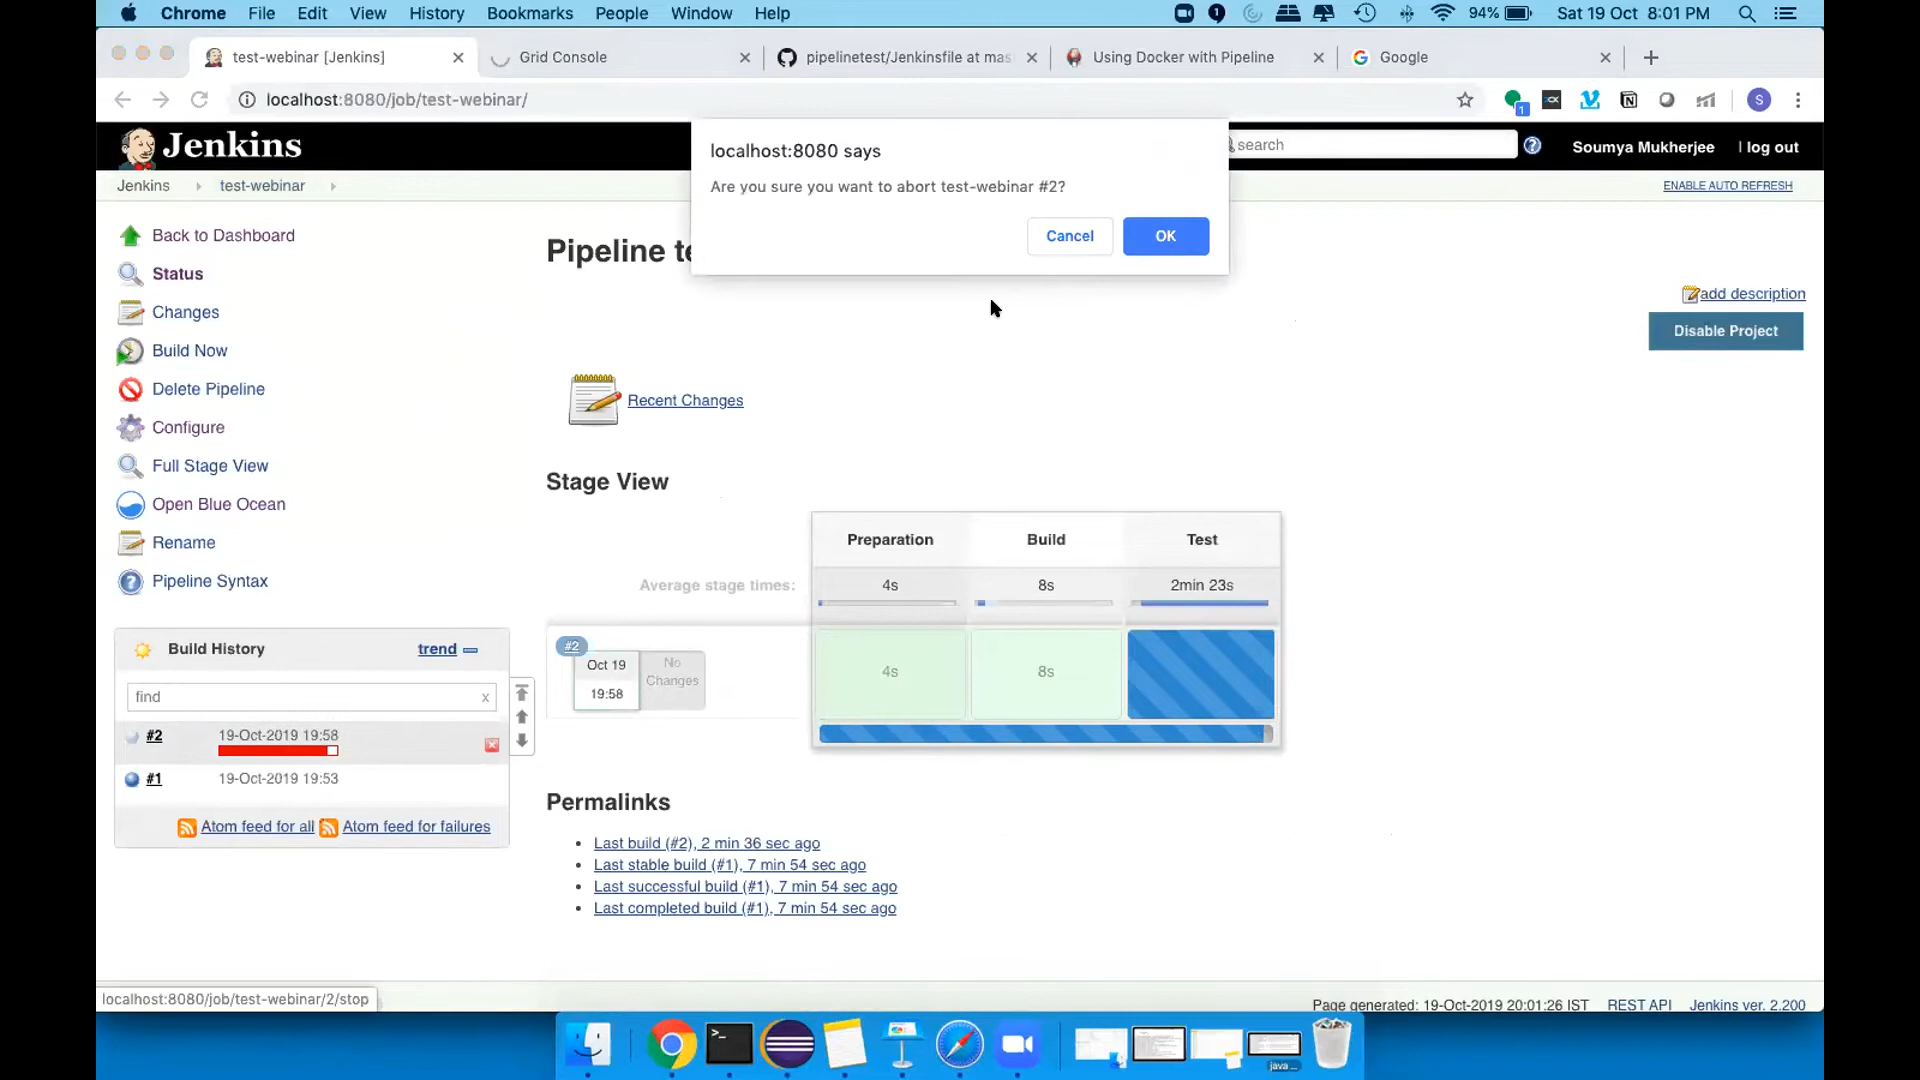 Chrome File Edit View History Bookmarks People Window Help 94% Sat 19 Oct 8:01 PM
test-webinar [Jenkins] Grid Console pipelinetest/Jenkinsfile at mas Using Docker with Pipeline Google
localhost:8080/job/test-webinar/
Jenkins search Soumya Mukherjee | log out
Jenkins test-webinar ENABLE AUTO REFRESH
localhost:8080 says
Are you sure you want to abort test-webinar #2?
Cancel OK
Back to Dashboard
Status
Changes
Build Now
Delete Pipeline
Configure
Full Stage View
Open Blue Ocean
Rename
Pipeline Syntax
Pipeline te
add description
Disable Project
Recent Changes
Stage View
Preparation Build Test
Average stage times: 4s 8s 2min 23s
#2
Oct 19
19:58
No
Changes
4s 8s
Build History trend
find x
#2 19-Oct-2019 19:58
#1 19-Oct-2019 19:53
Atom feed for all Atom feed for failures
Permalinks
Last build (#2), 2 min 36 sec ago
Last stable build (#1), 7 min 54 sec ago
Last successful build (#1), 7 min 54 sec ago
Last completed build (#1), 7 min 54 sec ago
localhost:8080/job/test-webinar/2/stop
Page generated: 19-Oct-2019 20:01:26 IST REST API Jenkins ver. 2.200
java ...